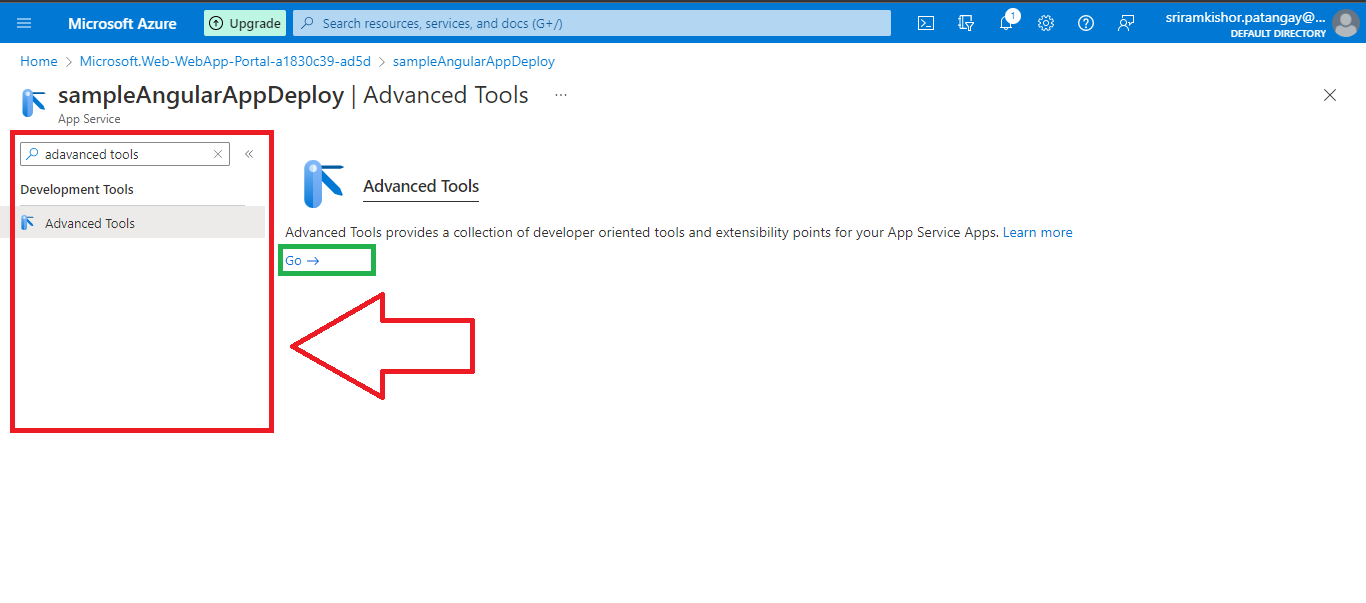 Microsoft Azure Upgrade Search resources, services, and docs (G+/) 1 sriramkishor.patangay@...
DEFAULT DIRECTORY
Home > Microsoft.Web-WebApp-Portal-a1830c39-ad5d > sampleAngularAppDeploy
sampleAngularAppDeploy | Advanced Tools ...
App Service
adavanced tools
Development Tools
Advanced Tools
Advanced Tools
Advanced Tools provides a collection of developer oriented tools and extensibility points for your App Service Apps. Learn more
Go →